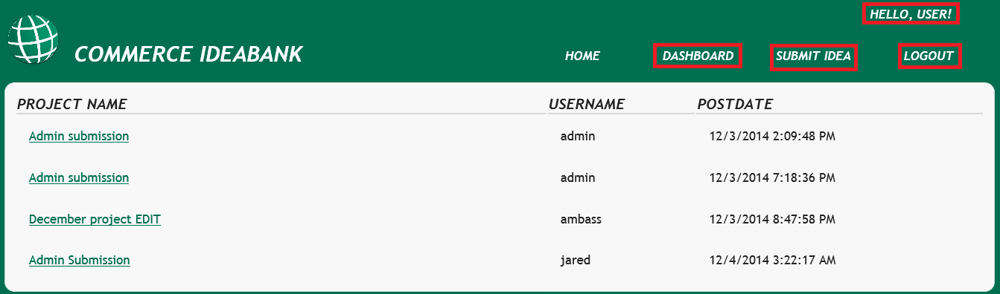 HELLO, USER!
COMMERCE IDEABANK HOME DASHBOARD SUBMIT IDEA LOGOUT
PROJECT NAME USERNAME POSTDATE
Admin submission admin 12/3/2014 2:09:48 PM
Admin submission admin 12/3/2014 7:18:36 PM
December project EDIT ambass 12/3/2014 8:47:58 PM
Admin Submission jared 12/4/2014 3:22:17 AM